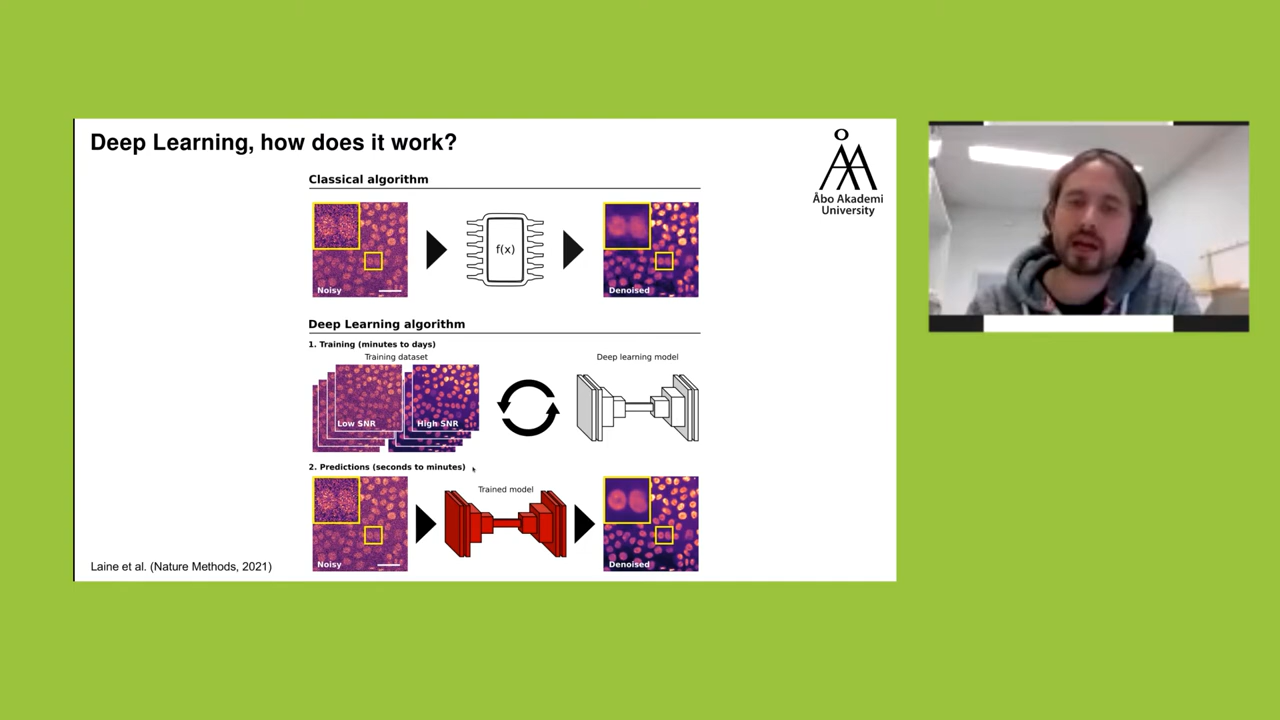 Deep Learning, how does it work?
Åbo Akademi
University
Classical algorithm
Noisy
f(x)
Denoised
Deep Learning algorithm
1. Training (minutes to days)
Training dataset
Deep learning model
Low SNR
High SNR
2. Predictions (seconds to minutes)
Trained model
Noisy
Denoised
Laine et al. (Nature Methods, 2021)